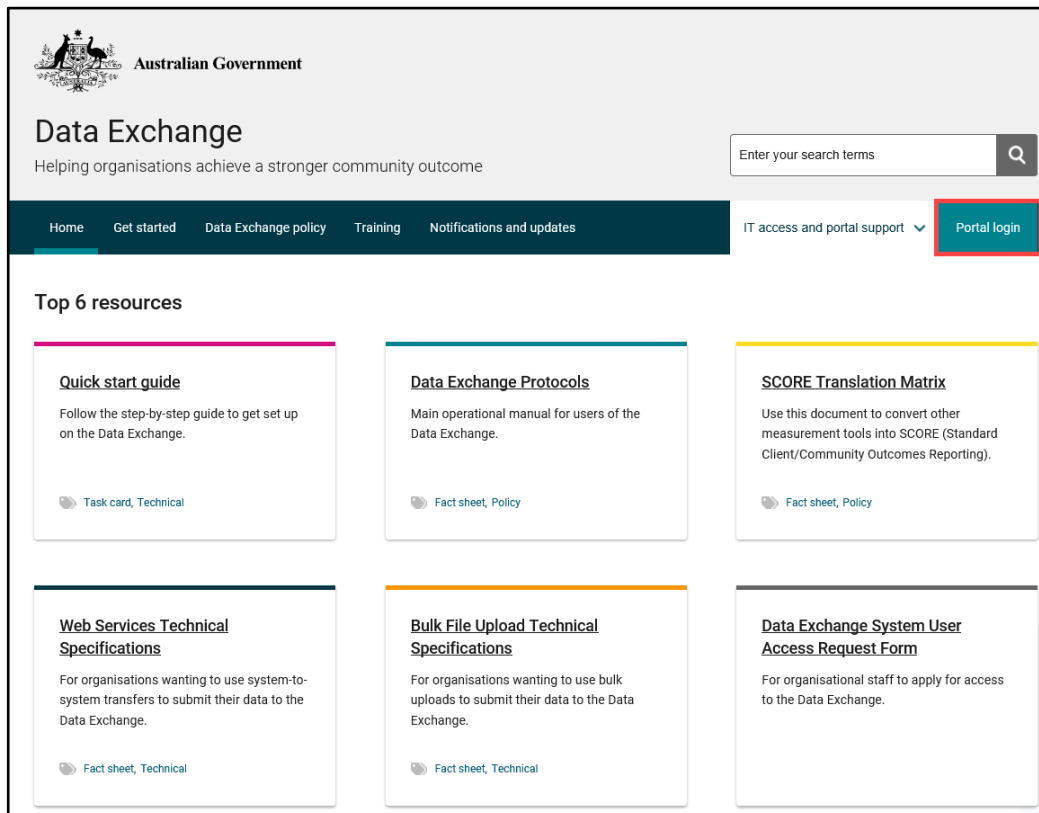 Australian Government
Data Exchange
Helping organisations achieve a stronger community outcome
Enter your search terms
Home Get started Data Exchange policy Training Notifications and updates IT access and portal support Portal login
Top 6 resources
Quick start guide
Follow the step-by-step guide to get set up
on the Data Exchange.
Task card, Technical
Data Exchange Protocols
Main operational manual for users of the
Data Exchange.
Fact sheet, Policy
SCORE Translation Matrix
Use this document to convert other
measurement tools into SCORE (Standard
Client/Community Outcomes Reporting).
Fact sheet, Policy
Web Services Technical
Specifications
For organisations wanting to use system-to-
system transfers to submit their data to the
Data Exchange.
Fact sheet, Technical
Bulk File Upload Technical
Specifications
For organisations wanting to use bulk
uploads to submit their data to the Data
Exchange.
Fact sheet, Technical
Data Exchange System User
Access Request Form
For organisational staff to apply for access
to the Data Exchange.